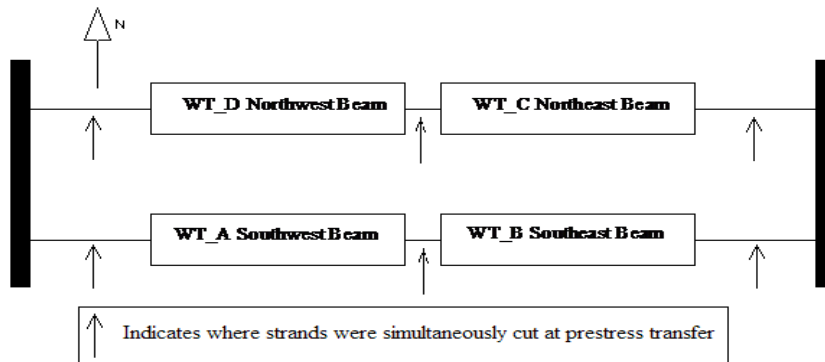 N
WT_D Northwest Beam
WT_C Northeast Beam
WT_A Southwest Beam
WT_B Southeast Beam
Indicates where strands were simultaneously cut at prestress transfer